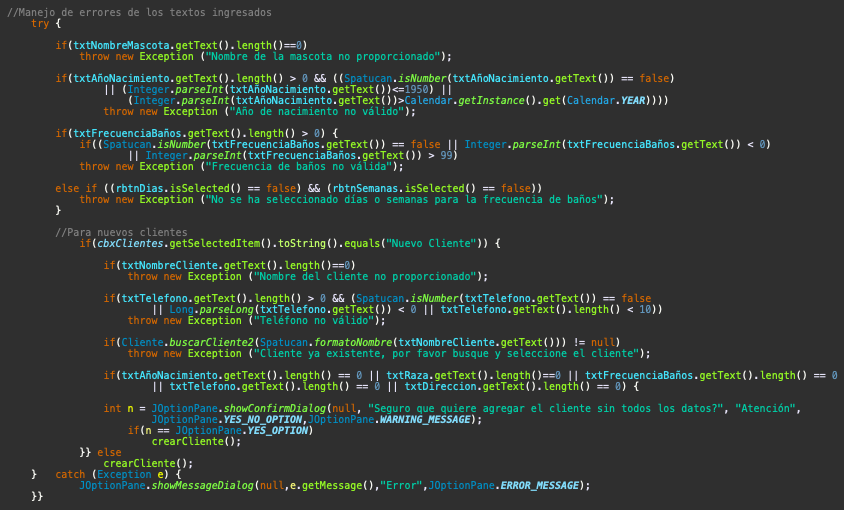 //Manejo de errores de los textos ingresados
try {
if(txtNombreMascota.getText().length()==0)
throw new Exception ("Nombre de la mascota no proporcionado");
if(txtAñoNacimiento.getText().length() > 0 && ((Spatucan.isNumber(txtAñoNacimiento.getText()) == false)
|| (Integer.parseInt(txtAñoNacimiento.getText())<=1950) ||
(Integer.parseInt(txtAñoNacimiento.getText())>Calendar.getInstance().get(Calendar.YEAR))))
throw new Exception ("Año de nacimiento no válido");
if(txtFrecuenciaBaños.getText().length() > 0) {
if((Spatucan.isNumber(txtFrecuenciaBaños.getText()) == false || Integer.parseInt(txtFrecuenciaBaños.getText()) < 0)
|| Integer.parseInt(txtFrecuenciaBaños.getText()) > 99)
throw new Exception ("Frecuencia de baños no válida");
else if ((rbtnDias.isSelected() == false) && (rbtnSemanas.isSelected() == false))
throw new Exception ("No se ha seleccionado días o semanas para la frecuencia de baños");
}
//Para nuevos clientes
if(cbxClientes.getSelectedItem().toString().equals("Nuevo Cliente")) {
if(txtNombreCliente.getText().length()==0)
throw new Exception ("Nombre del cliente no proporcionado");
if(txtTelefono.getText().length() > 0 && (Spatucan.isNumber(txtTelefono.getText()) == false
|| Long.parseLong(txtTelefono.getText()) < 0 || txtTelefono.getText().length() < 10))
throw new Exception ("Teléfono no válido");
if(Cliente.buscarCliente2(Spatucan.formatoNombre(txtNombreCliente.getText())) != null)
throw new Exception ("Cliente ya existente, por favor busque y seleccione el cliente");
if(txtAñoNacimiento.getText().length() == 0 || txtRaza.getText().length()==0 || txtFrecuenciaBaños.getText().length() == 0
|| txtTelefono.getText().length() == 0 || txtDireccion.getText().length() == 0) {
int n = JOptionPane.showConfirmDialog(null, "Seguro que quiere agregar el cliente sin todos los datos?", "Atención",
JOptionPane.YES_NO_OPTION,JOptionPane.WARNING_MESSAGE);
if(n == JOptionPane.YES_OPTION)
crearCliente();
}} else
crearCliente();
} catch (Exception e) {
JOptionPane.showMessageDialog(null,e.getMessage(),"Error",JOptionPane.ERROR_MESSAGE);
}}